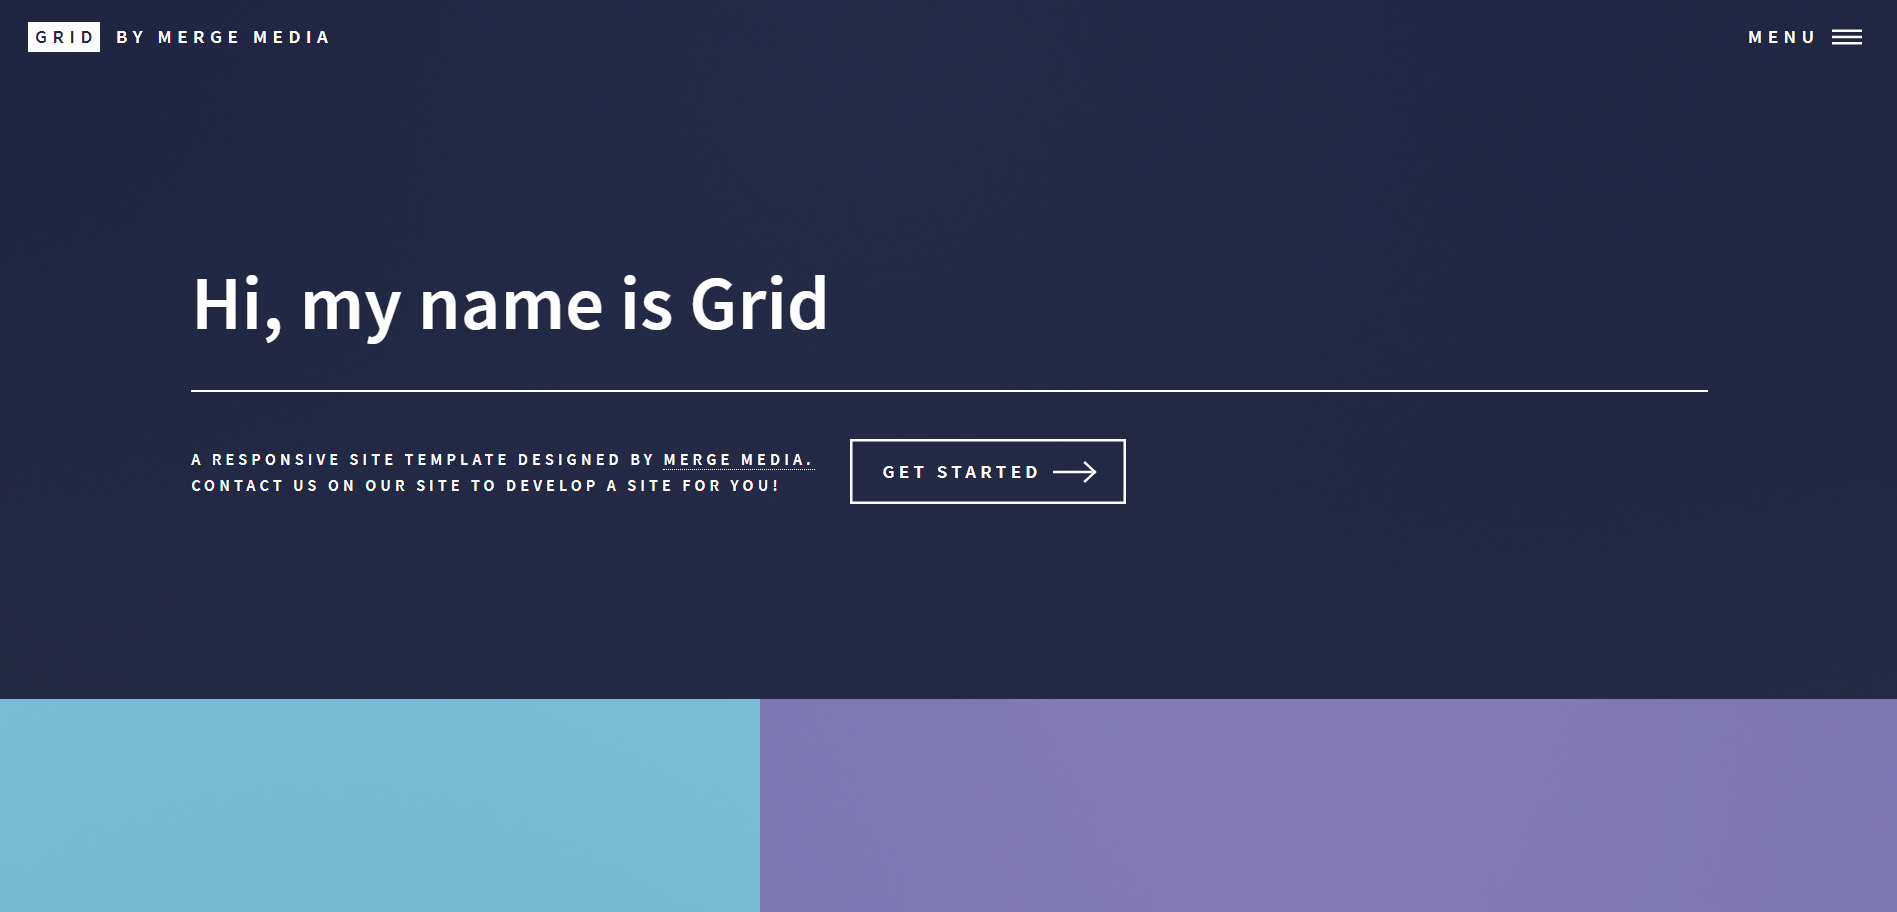 GRID BY MERGE MEDIA
MENU
Hi, my name is Grid
A RESPONSIVE SITE TEMPLATE DESIGNED BY MERGE MEDIA.
CONTACT US ON OUR SITE TO DEVELOP A SITE FOR YOU!
GET STARTED